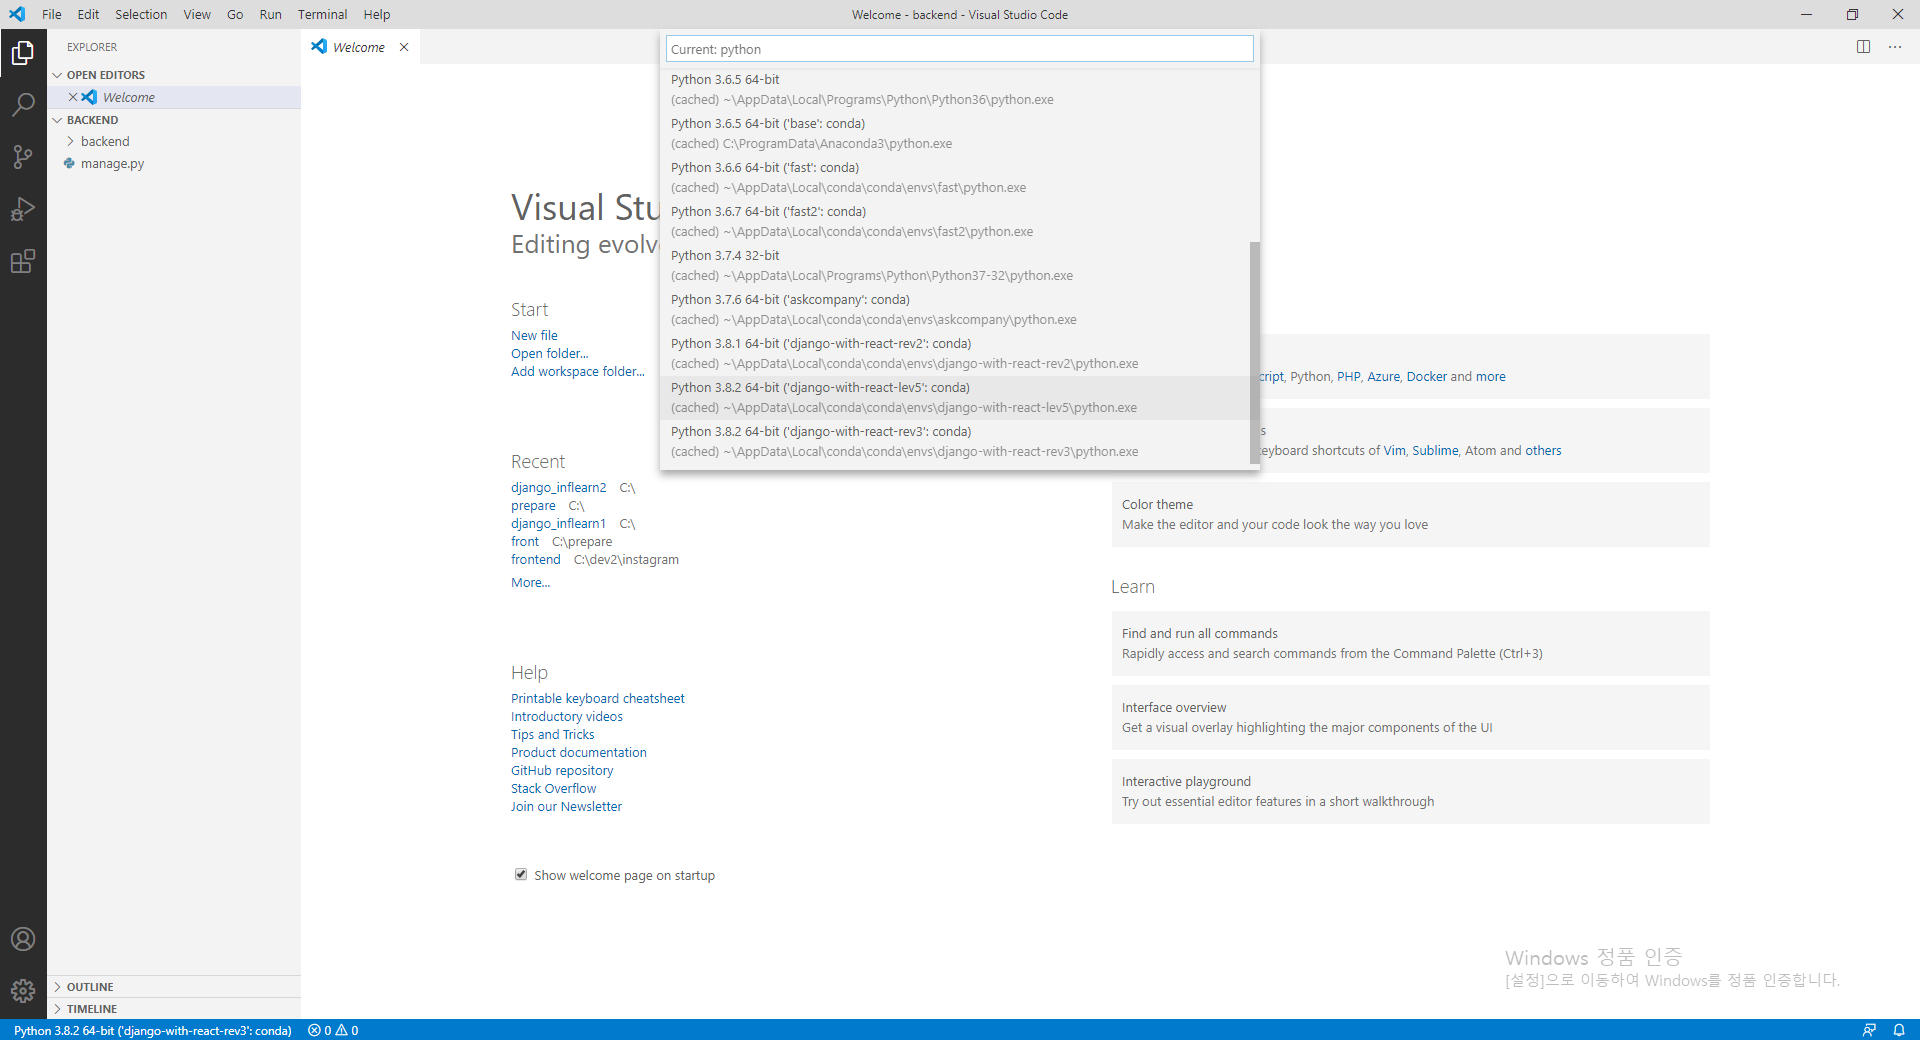 File Edit Selection View Go Run Terminal Help
Welcome - backend - Visual Studio Code
EXPLORER
OPEN EDITORS
Welcome
BACKEND
backend
manage.py
OUTLINE
TIMELINE
Welcome
Current: python
Python 3.6.5 64-bit
(cached) ~\AppData\Local\Programs\Python\Python36\python.exe
Python 3.6.5 64-bit ('base': conda)
(cached) C:\ProgramData\Anaconda3\python.exe
Python 3.6.6 64-bit ('fast': conda)
(cached) ~\AppData\Local\conda\conda\envs\fast\python.exe
Python 3.6.7 64-bit ('fast2': conda)
(cached) ~\AppData\Local\conda\conda\envs\fast2\python.exe
Python 3.7.4 32-bit
(cached) ~\AppData\Local\Programs\Python\Python37-32\python.exe
Python 3.7.6 64-bit ('askcompany': conda)
(cached) ~\AppData\Local\conda\conda\envs\askcompany\python.exe
Python 3.8.1 64-bit ('django-with-react-rev2': conda)
(cached) ~\AppData\Local\conda\conda\envs\django-with-react-rev2\python.exe
Python 3.8.2 64-bit ('django-with-react-lev5': conda)
(cached) ~\AppData\Local\conda\conda\envs\django-with-react-lev5\python.exe
Python 3.8.2 64-bit ('django-with-react-rev3': conda)
(cached) ~\AppData\Local\conda\conda\envs\django-with-react-rev3\python.exe
Visual Stu
Editing evolv
Start
New file
Open folder...
Add workspace folder...
Recent
django_inflearn2 C:\
prepare C:\
django_inflearn1 C:\
front C:\prepare
frontend C:\dev2\instagram
More...
Help
Printable keyboard cheatsheet
Introductory videos
Tips and Tricks
Product documentation
GitHub repository
Stack Overflow
Join our Newsletter
Show welcome page on startup
cript, Python, PHP, Azure, Docker and more
s
eyboard shortcuts of Vim, Sublime, Atom and others
Color theme
Make the editor and your code look the way you love
Learn
Find and run all commands
Rapidly access and search commands from the Command Palette (Ctrl+3)
Interface overview
Get a visual overlay highlighting the major components of the UI
Interactive playground
Try out essential editor features in a short walkthrough
Windows 정품 인증
[설정]으로 이동하여 Windows를 정품 인증합니다.
Python 3.8.2 64-bit ('django-with-react-rev3': conda) 0 0